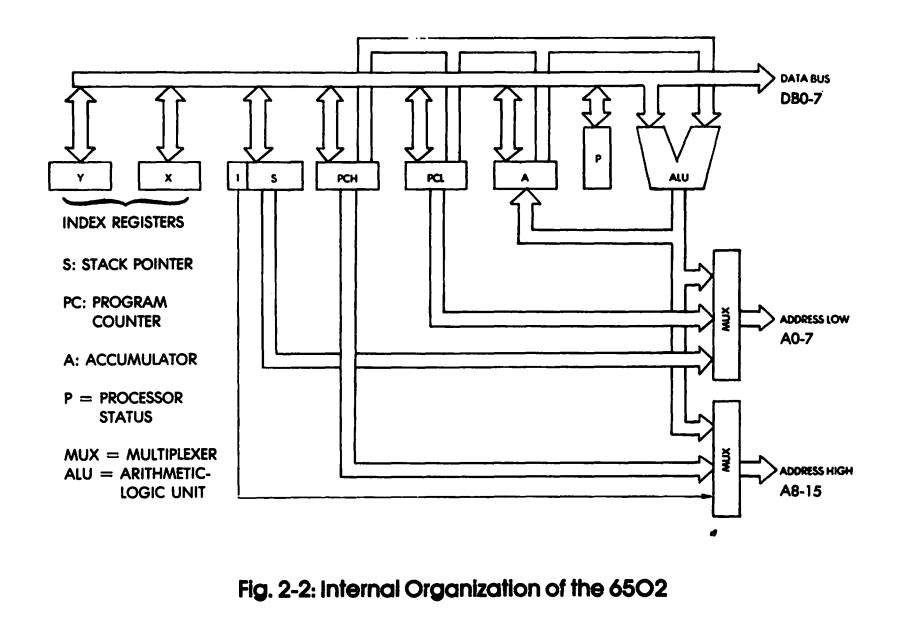 DATA BUS
DB0-7
Y
X
1
S
PCH
PCL
A
P
ALU
INDEX REGISTERS
S: STACK POINTER
PC: PROGRAM
COUNTER
A: ACCUMULATOR
P = PROCESSOR
STATUS
MUX = MULTIPLEXER
ALU = ARITHMETIC-
LOGIC UNIT
MUX
ADDRESS LOW
A0-7
MUX
ADDRESS HIGH
A8-15
Fig. 2-2: Internal Organization of the 6502